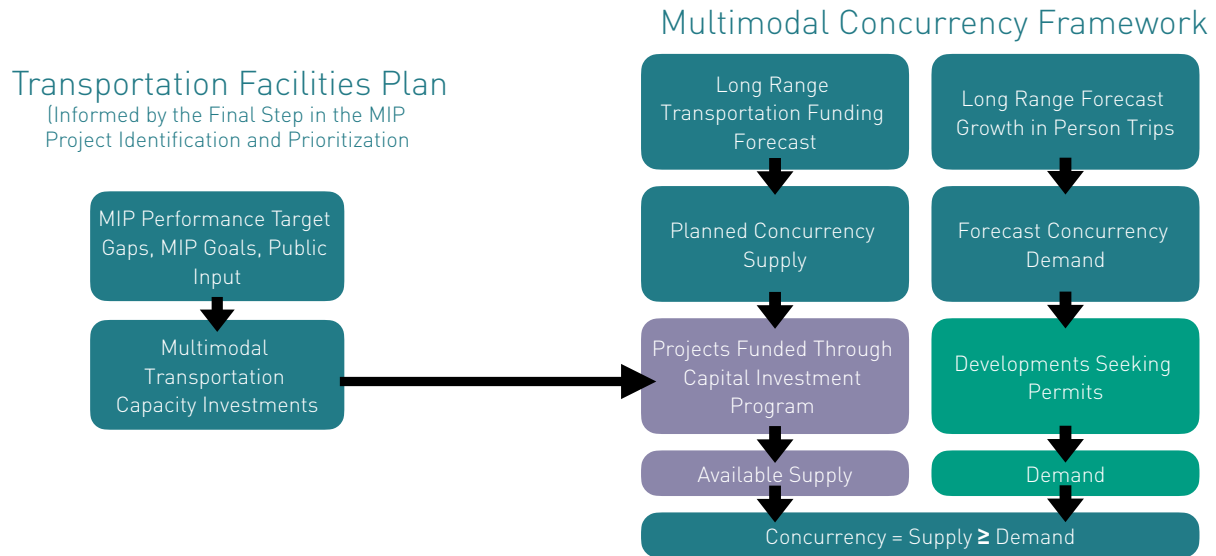 Multimodal Concurrency Framework
Transportation Facilities Plan
(Informed by the Final Step in the MIP
Project Identification and Prioritization
MIP Performance Target
Gaps, MIP Goals, Public
Input
Multimodal
Transportation
Capacity Investments
Long Range
Transportation Funding
Forecast
Planned Concurrency
Supply
Projects Funded Through
Capital Investment
Program
Available Supply
Long Range Forecast
Growth in Person Trips
Forecast Concurrency
Demand
Developments Seeking
Permits
Demand
Concurrency = Supply ≥ Demand